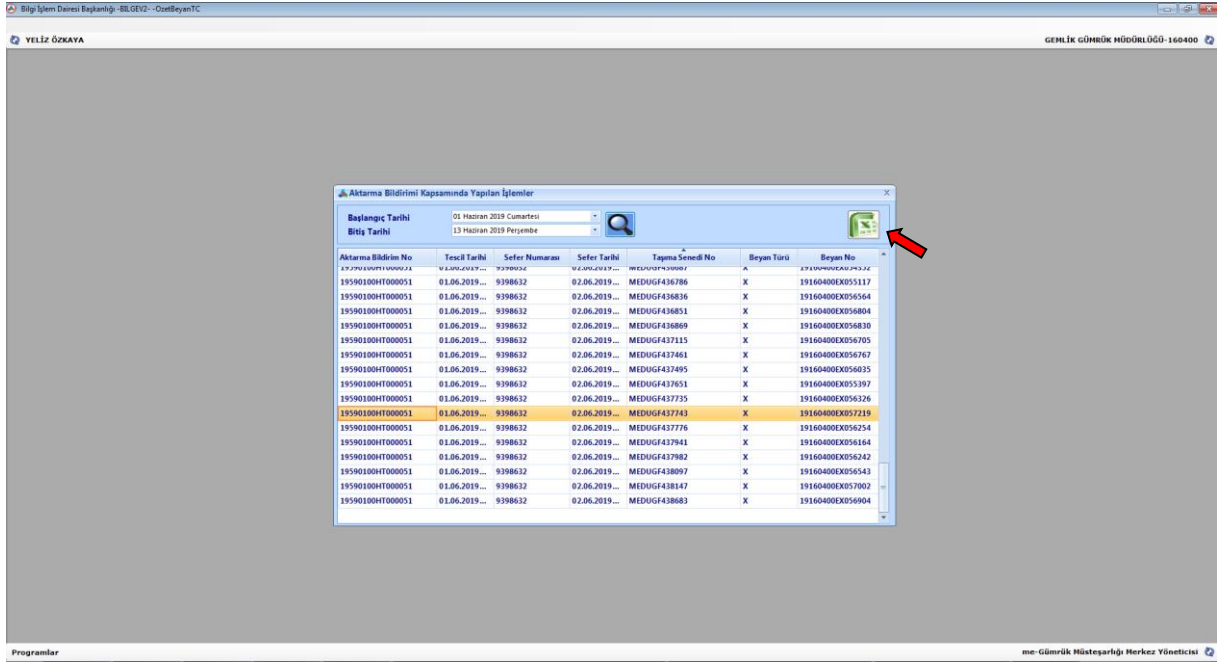 Bilgi İşlem Dairesi Başkanlığı -BILGEV2- -OzetBeyanTC
YELİZ ÖZKAYA GEMLİK GÜMRÜK MÜDÜRLÜĞÜ-160400
Aktarma Bildirimi Kapsamında Yapılan İşlemler X
Başlangıç Tarihi 01 Haziran 2019 Cumartesi
Bitiş Tarihi 13 Haziran 2019 Perşembe
Aktarma Bildirim No Tescil Tarihi Sefer Numarası Sefer Tarihi Taşıma Senedi No Beyan Türü Beyan No
19590100HT000051 01.06.2019... 9398632 02.06.2019... MEDUGF436786 X 19160400EX055117
19590100HT000051 01.06.2019... 9398632 02.06.2019... MEDUGF436836 X 19160400EX056564
19590100HT000051 01.06.2019... 9398632 02.06.2019... MEDUGF436851 X 19160400EX056804
19590100HT000051 01.06.2019... 9398632 02.06.2019... MEDUGF436869 X 19160400EX056830
19590100HT000051 01.06.2019... 9398632 02.06.2019... MEDUGF437115 X 19160400EX056705
19590100HT000051 01.06.2019... 9398632 02.06.2019... MEDUGF437461 X 19160400EX056767
19590100HT000051 01.06.2019... 9398632 02.06.2019... MEDUGF437495 X 19160400EX056035
19590100HT000051 01.06.2019... 9398632 02.06.2019... MEDUGF437651 X 19160400EX055397
19590100HT000051 01.06.2019... 9398632 02.06.2019... MEDUGF437735 X 19160400EX056326
19590100HT000051 01.06.2019... 9398632 02.06.2019... MEDUGF437743 X 19160400EX057219
19590100HT000051 01.06.2019... 9398632 02.06.2019... MEDUGF437776 X 19160400EX056254
19590100HT000051 01.06.2019... 9398632 02.06.2019... MEDUGF437941 X 19160400EX056164
19590100HT000051 01.06.2019... 9398632 02.06.2019... MEDUGF437982 X 19160400EX056242
19590100HT000051 01.06.2019... 9398632 02.06.2019... MEDUGF438097 X 19160400EX056543
19590100HT000051 01.06.2019... 9398632 02.06.2019... MEDUGF438147 X 19160400EX057002
19590100HT000051 01.06.2019... 9398632 02.06.2019... MEDUGF438683 X 19160400EX056904
Programlar me-Gümrük Müsteşarlığı Merkez Yöneticisi